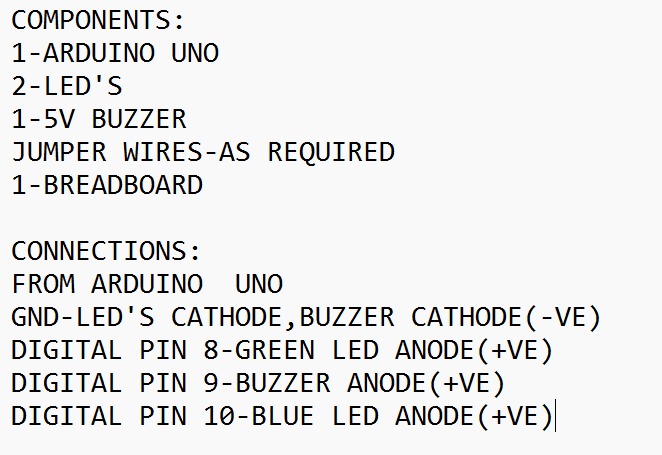 COMPONENTS:
1-ARDUINO UNO
2-LED'S
1-5V BUZZER
JUMPER WIRES-AS REQUIRED
1-BREADBOARD
CONNECTIONS:
FROM ARDUINO  UNO
GND-LED'S CATHODE,BUZZER CATHODE(-VE)
DIGITAL PIN 8-GREEN LED ANODE(+VE)
DIGITAL PIN 9-BUZZER ANODE(+VE)
DIGITAL PIN 10-BLUE LED ANODE(+VE)